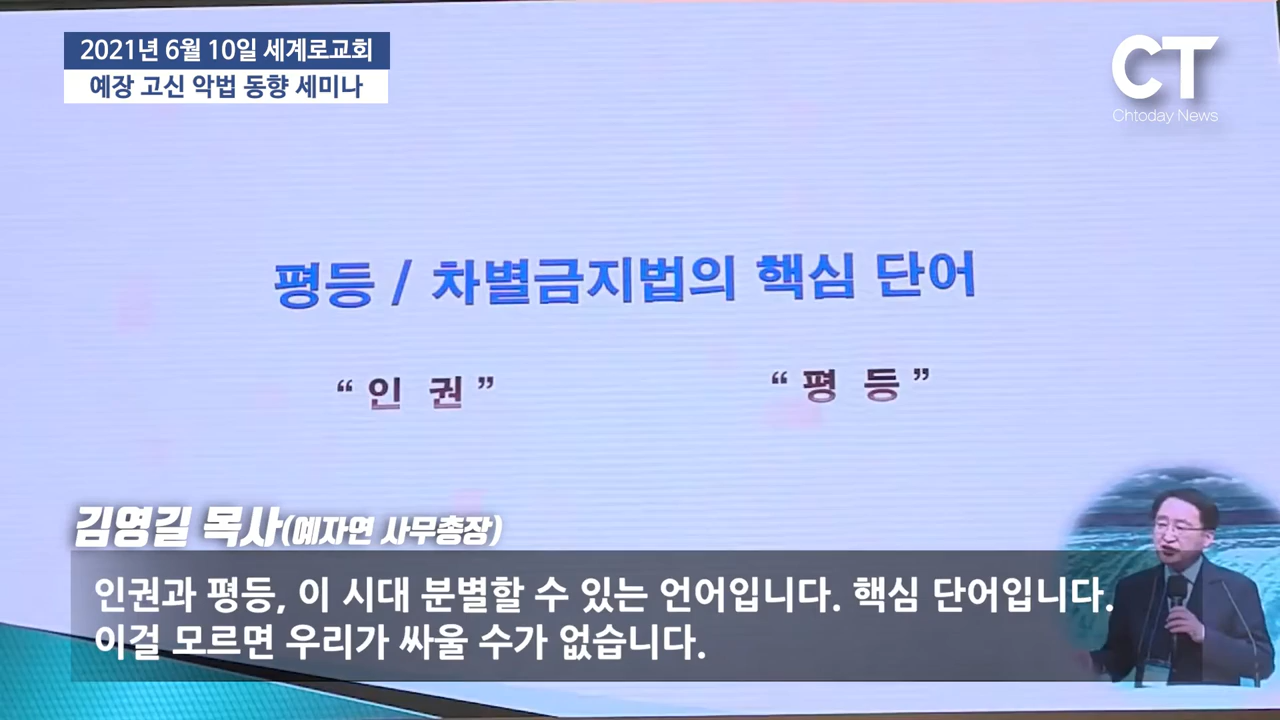 2021년 6월 10일 세계로교회
예장 고신 악법 동향 세미나
CT
Chtoday News
평등 / 차별금지법의 핵심 단어
“인 권” “평 등”
김영길 목사(예자연 사무총장)
인권과 평등, 이 시대 분별할 수 있는 언어입니다. 핵심 단어입니다.
이걸 모르면 우리가 싸울 수가 없습니다.